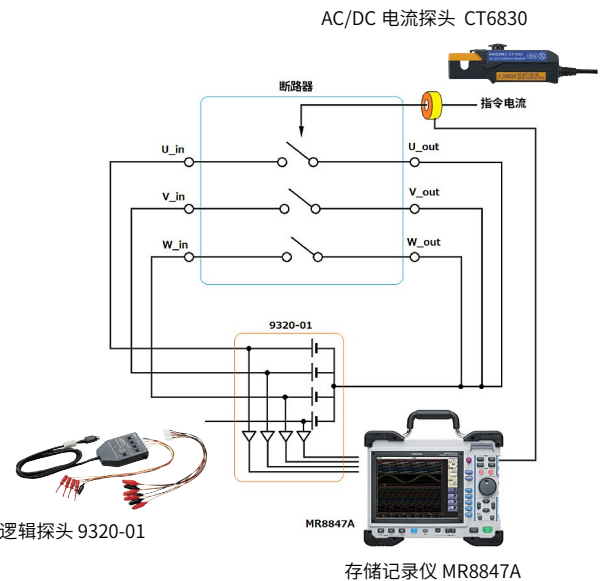 AC/DC 电流探头 CT6830
断路器
指令电流
U_in
U_out
V_in
V_out
W_in
W_out
9320-01
逻辑探头 9320-01
MR8847A
存储记录仪 MR8847A